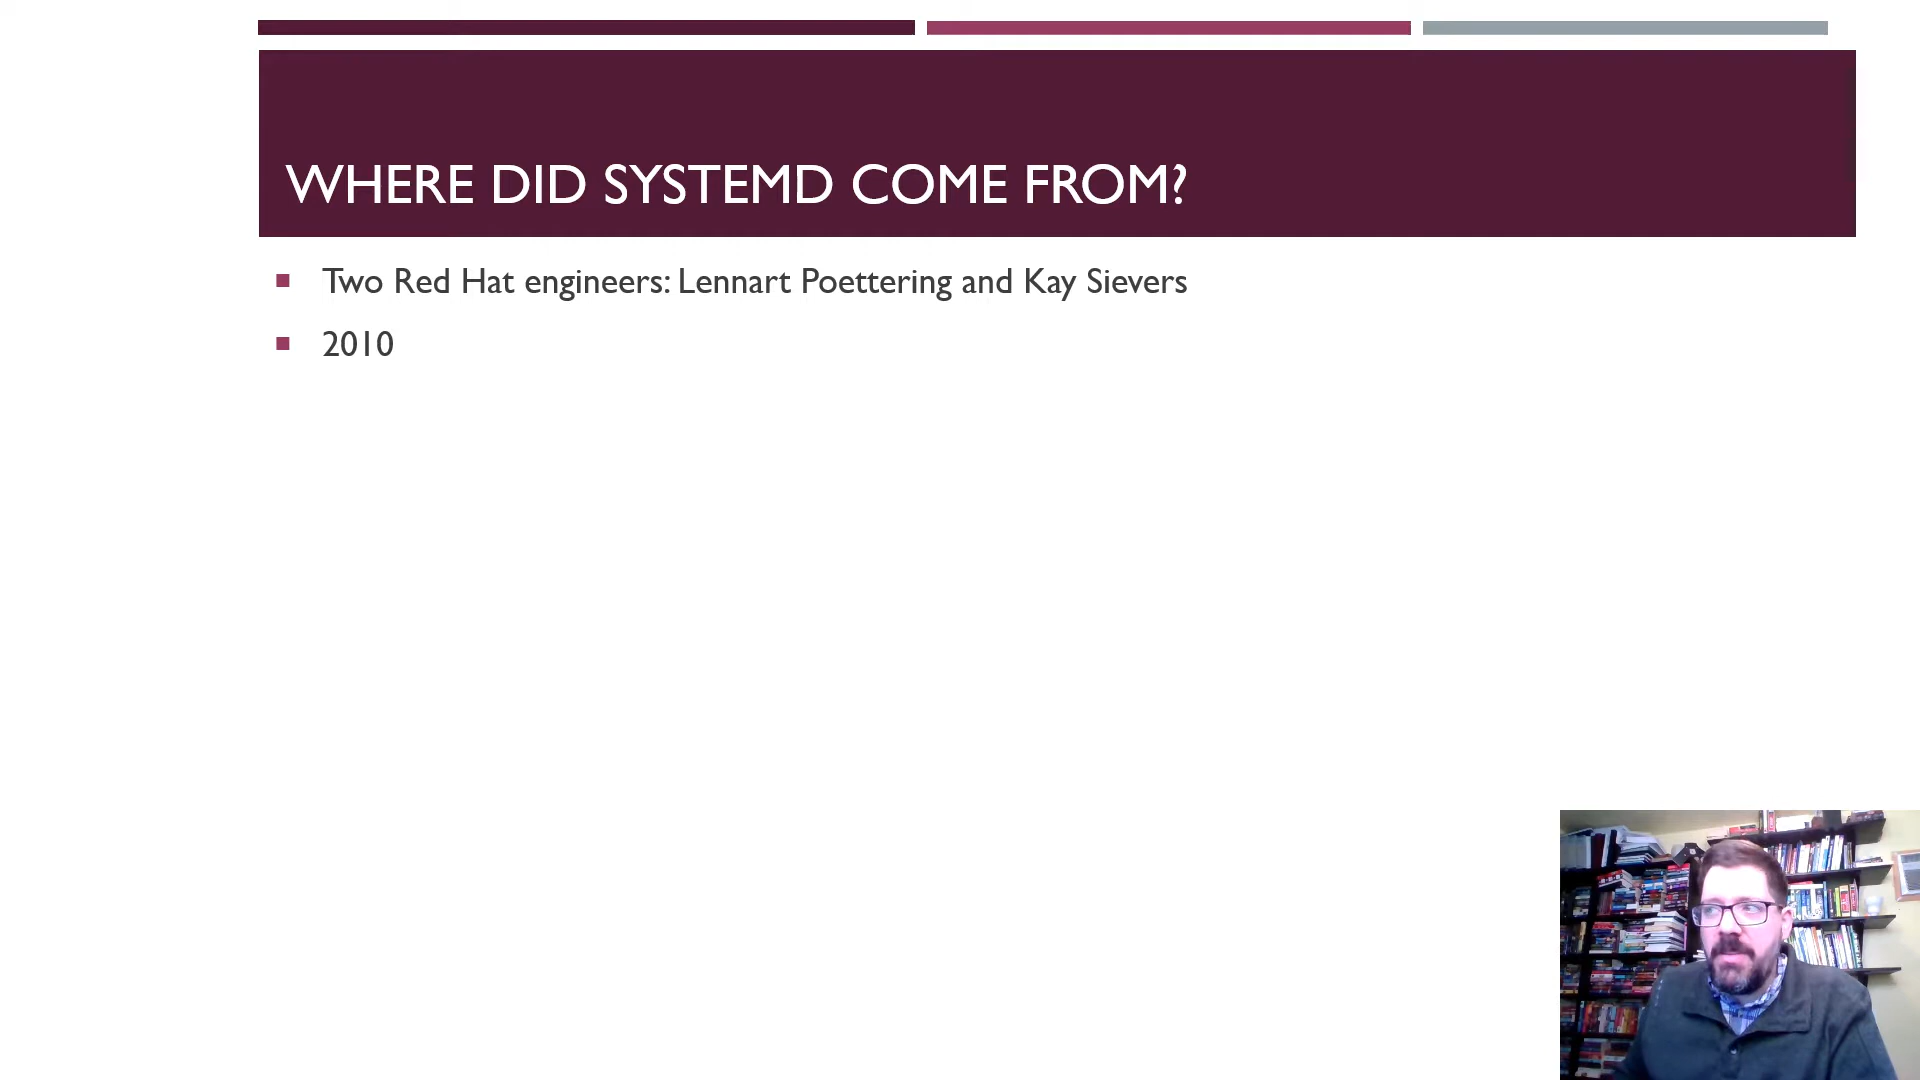 WHERE DID SYSTEMD COME FROM?
Two Red Hat engineers: Lennart Poettering and Kay Sievers
2010